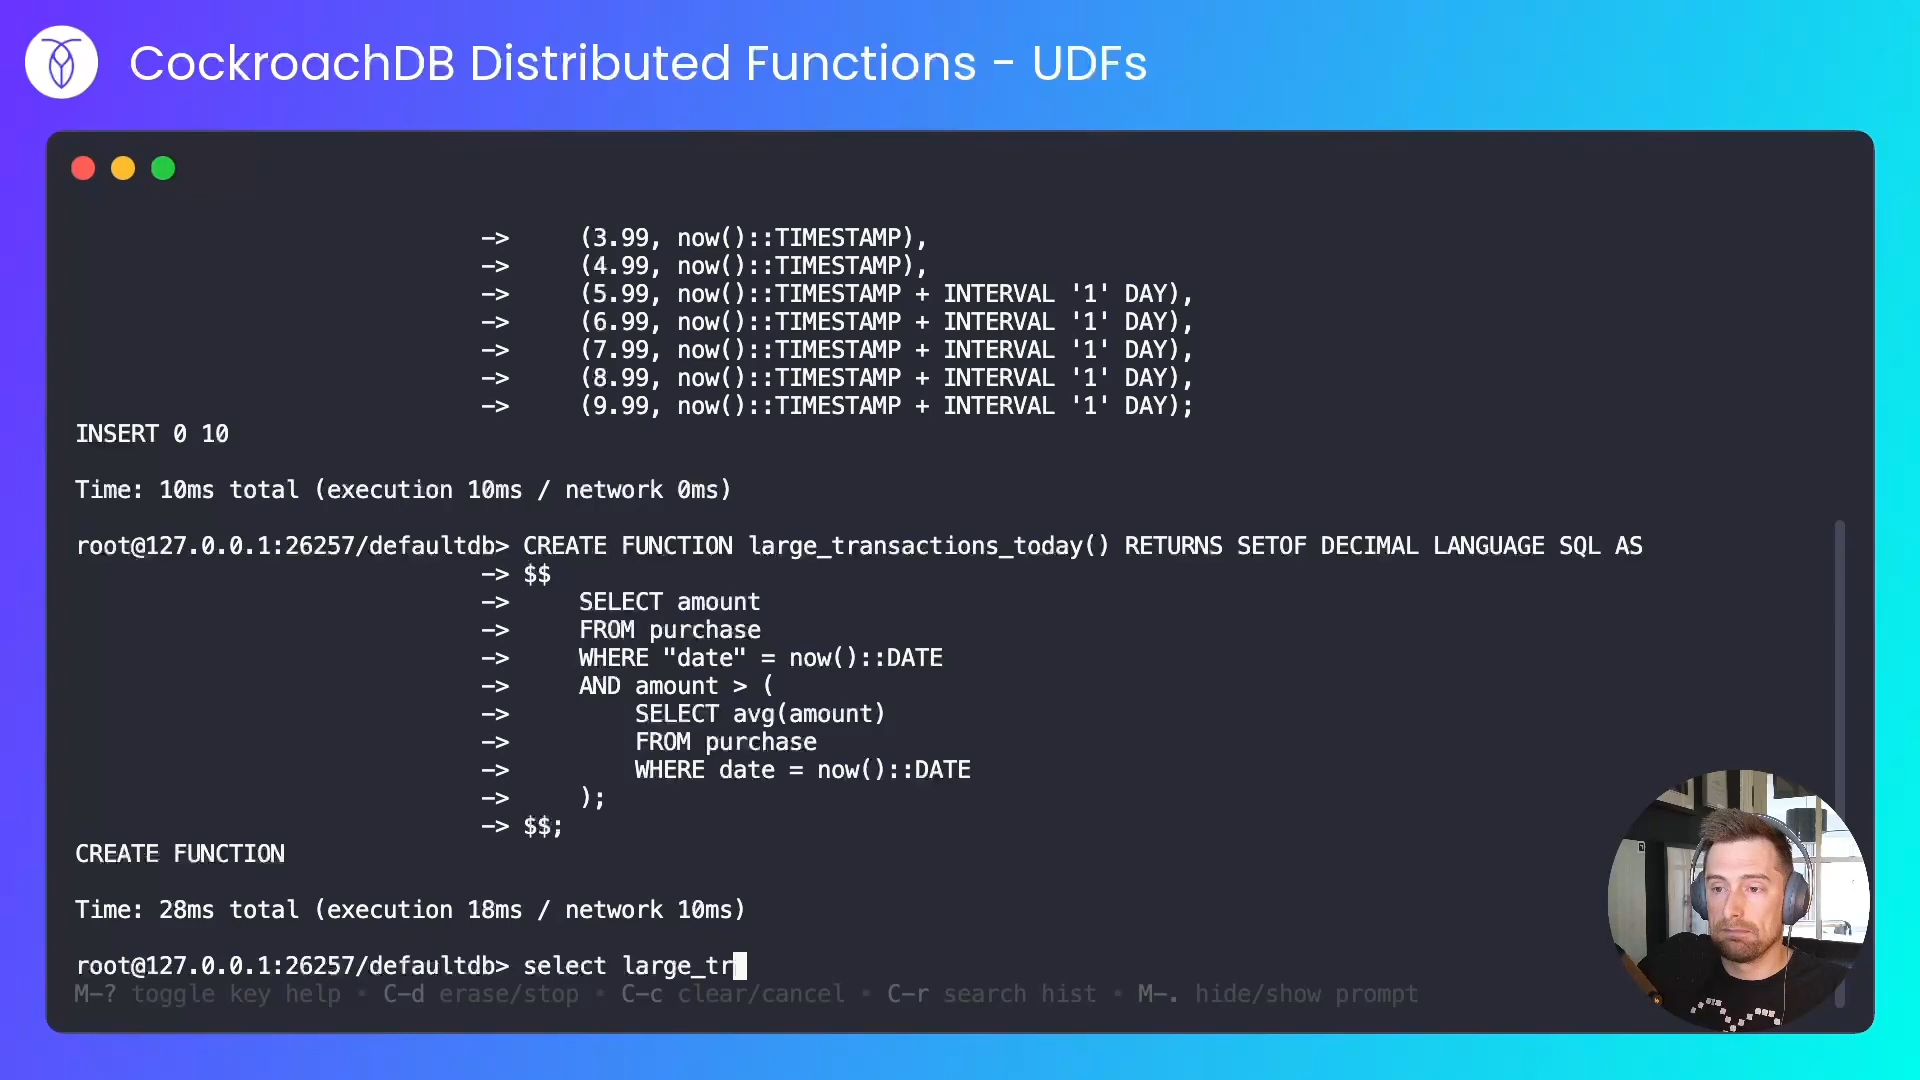 CockroachDB Distributed Functions - UDFs
-> (3.99, now()::TIMESTAMP),
-> (4.99, now()::TIMESTAMP),
-> (5.99, now()::TIMESTAMP + INTERVAL '1' DAY),
-> (6.99, now()::TIMESTAMP + INTERVAL '1' DAY),
-> (7.99, now()::TIMESTAMP + INTERVAL '1' DAY),
-> (8.99, now()::TIMESTAMP + INTERVAL '1' DAY),
-> (9.99, now()::TIMESTAMP + INTERVAL '1' DAY);
INSERT 0 10
Time: 10ms total (execution 10ms / network 0ms)
root@127.0.0.1:26257/defaultdb> CREATE FUNCTION large_transactions_today() RETURNS SETOF DECIMAL LANGUAGE SQL AS
-> $$
-> SELECT amount
-> FROM purchase
-> WHERE "date" = now()::DATE
-> AND amount > (
-> SELECT avg(amount)
-> FROM purchase
-> WHERE date = now()::DATE
-> );
-> $$;
CREATE FUNCTION
Time: 28ms total (execution 18ms / network 10ms)
root@127.0.0.1:26257/defaultdb> select large_tr
M-? toggle key help • C-d erase/stop • C-c clear/cancel • C-r search hist • M-. hide/show prompt